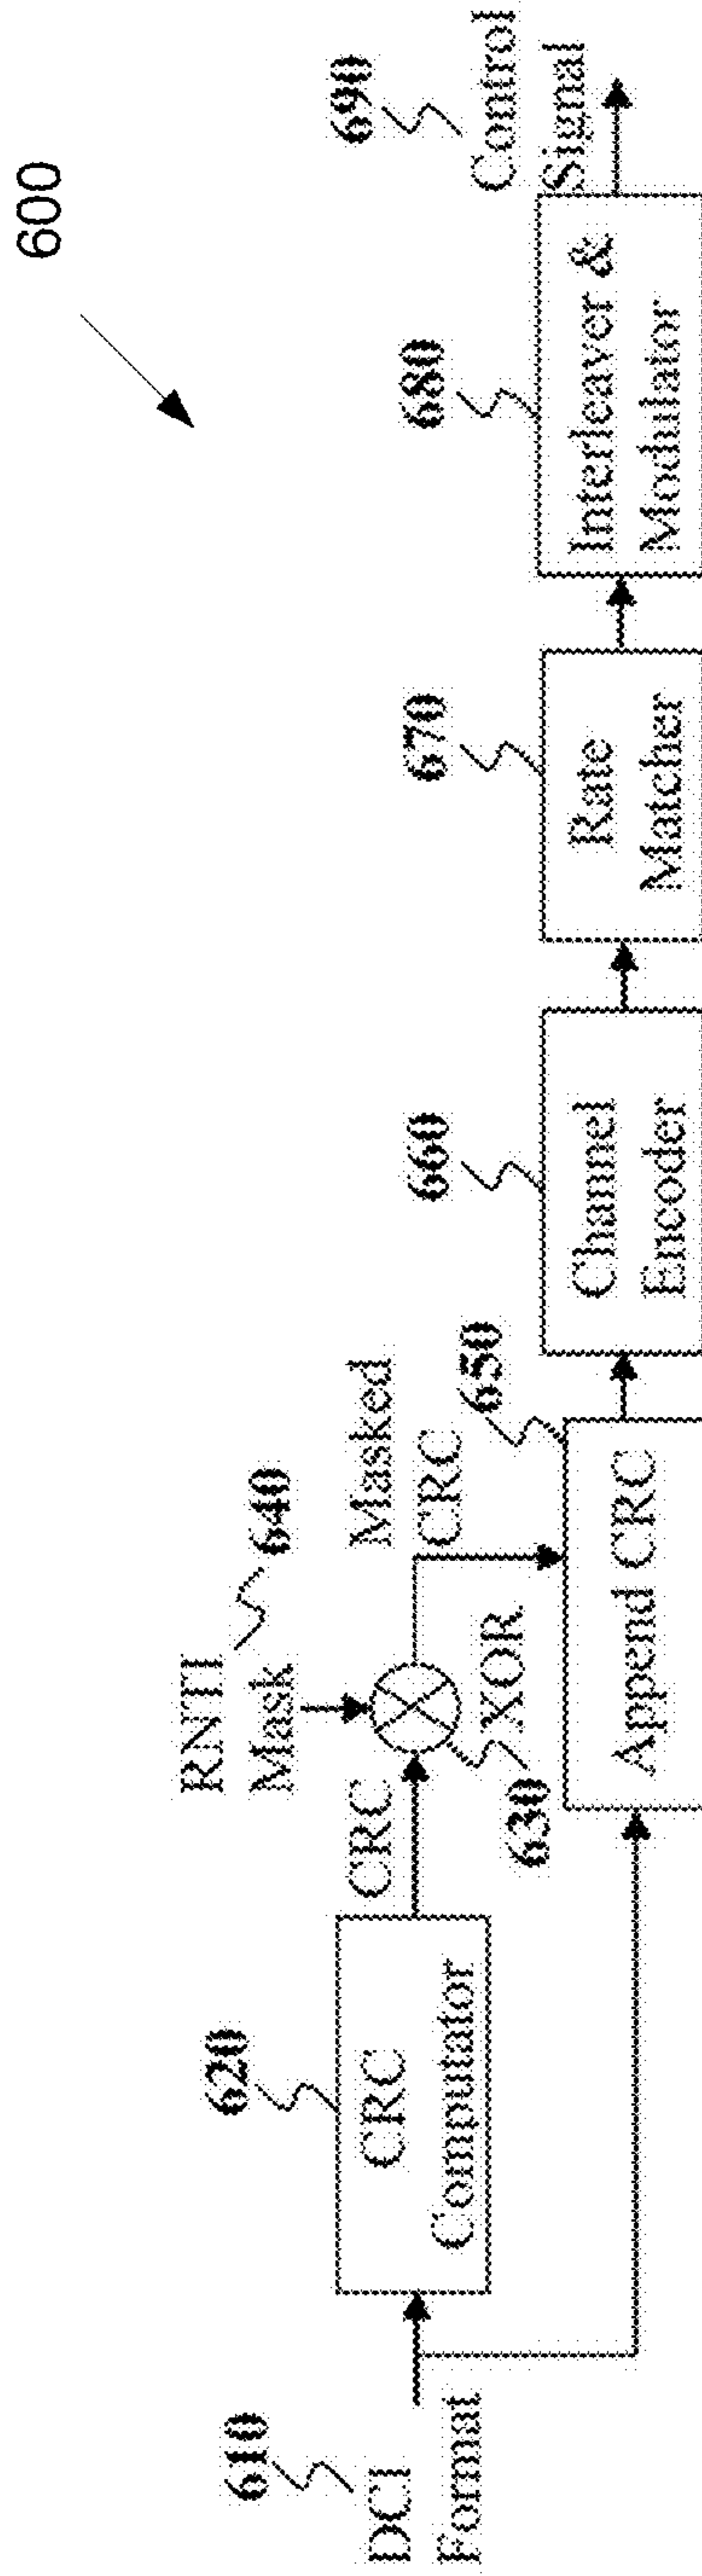 600
610
DCI
Format
620
CRC
Computator
CRC
RNTI
Mask
640
630
XOR
Masked
CRC
650
Append CRC
660
Channel
Encoder
670
Rate
Matcher
680
Interleaver &
Modulator
690
Control
Signal